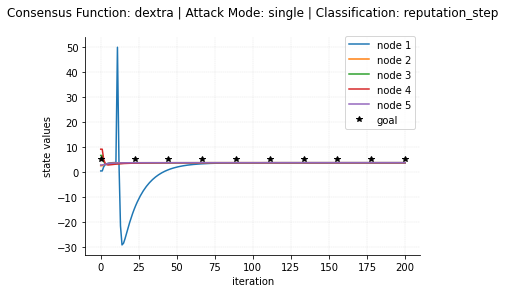 Consensus Function: dextra | Attack Mode: single | Classification: reputation_step
50
40
30
20
10
0
−10
−20
−30
state values
node 1
node 2
node 3
node 4
node 5
goal
0 25 50 75 100 125 150 175 200
iteration